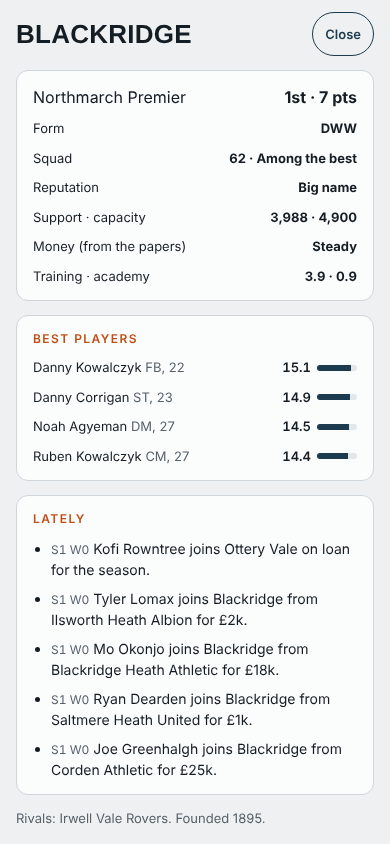 BLACKRIDGE
Close
Northmarch Premier 1st · 7 pts
Form DWW
Squad 62 · Among the best
Reputation Big name
Support · capacity 3,988 · 4,900
Money (from the papers) Steady
Training · academy 3.9 · 0.9
BEST PLAYERS
Danny Kowalczyk FB, 22 15.1
Danny Corrigan ST, 23 14.9
Noah Agyeman DM, 27 14.5
Ruben Kowalczyk CM, 27 14.4
LATELY
• S1 W0 Kofi Rowntree joins Ottery Vale on loan
for the season.
• S1 W0 Tyler Lomax joins Blackridge from
Ilsworth Heath Albion for £2k.
• S1 W0 Mo Okonjo joins Blackridge from
Blackridge Heath Athletic for £18k.
• S1 W0 Ryan Dearden joins Blackridge from
Saltmere Heath United for £1k.
• S1 W0 Joe Greenhalgh joins Blackridge from
Corden Athletic for £25k.
Rivals: Irwell Vale Rovers. Founded 1895.